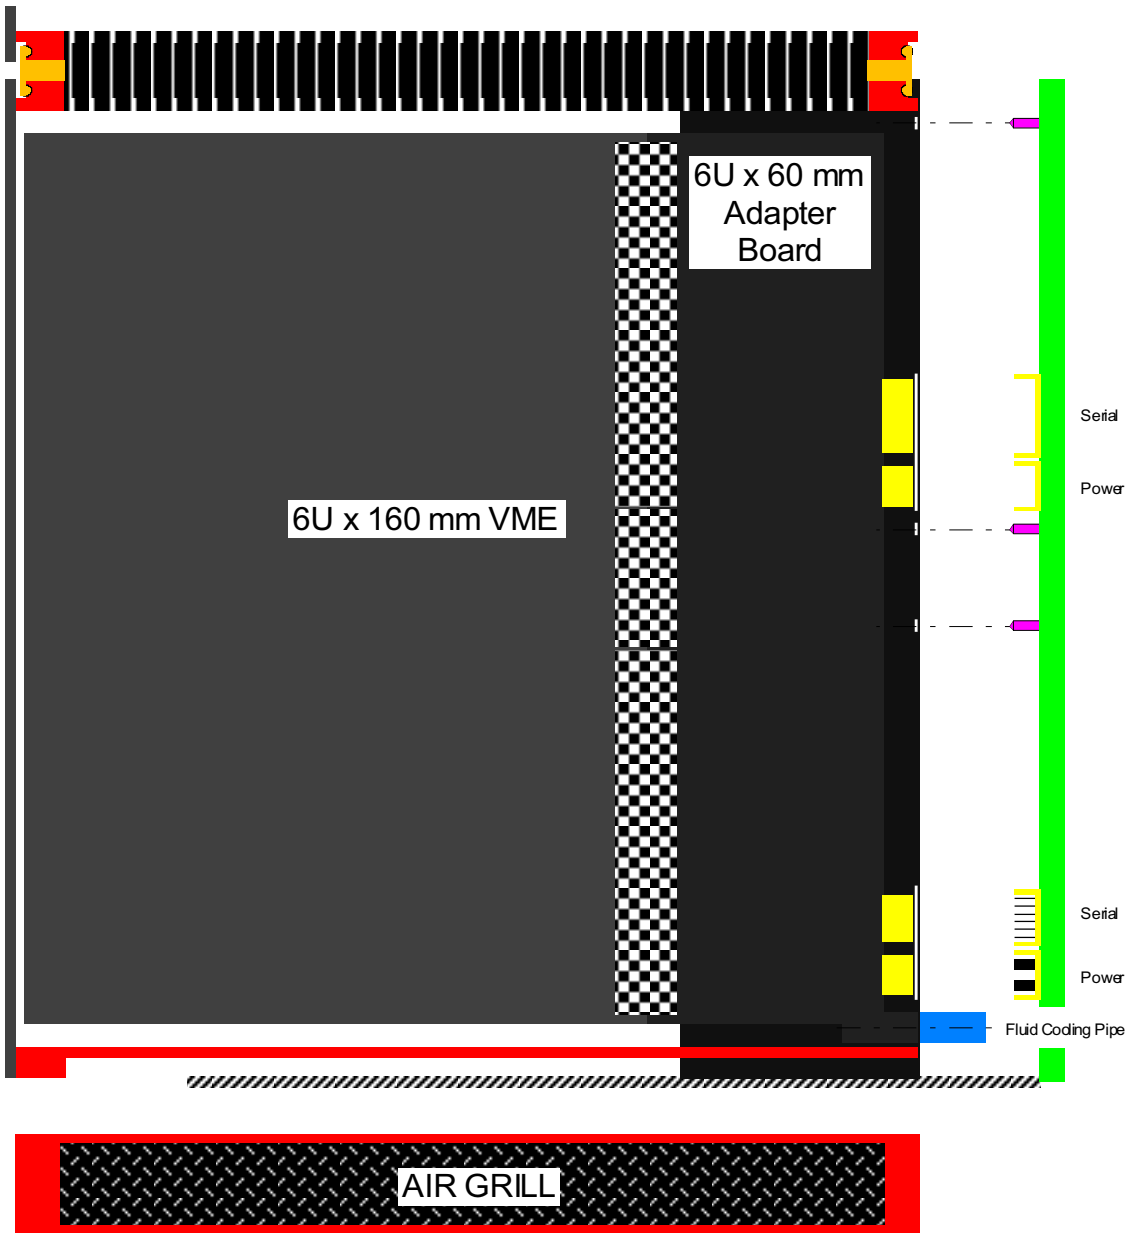 6U x 60 mm
Adapter
Board
Serial
Power
6U x 160 mm VME
Serial
Power
Fluid Cooling Pipe
AIR GRILL